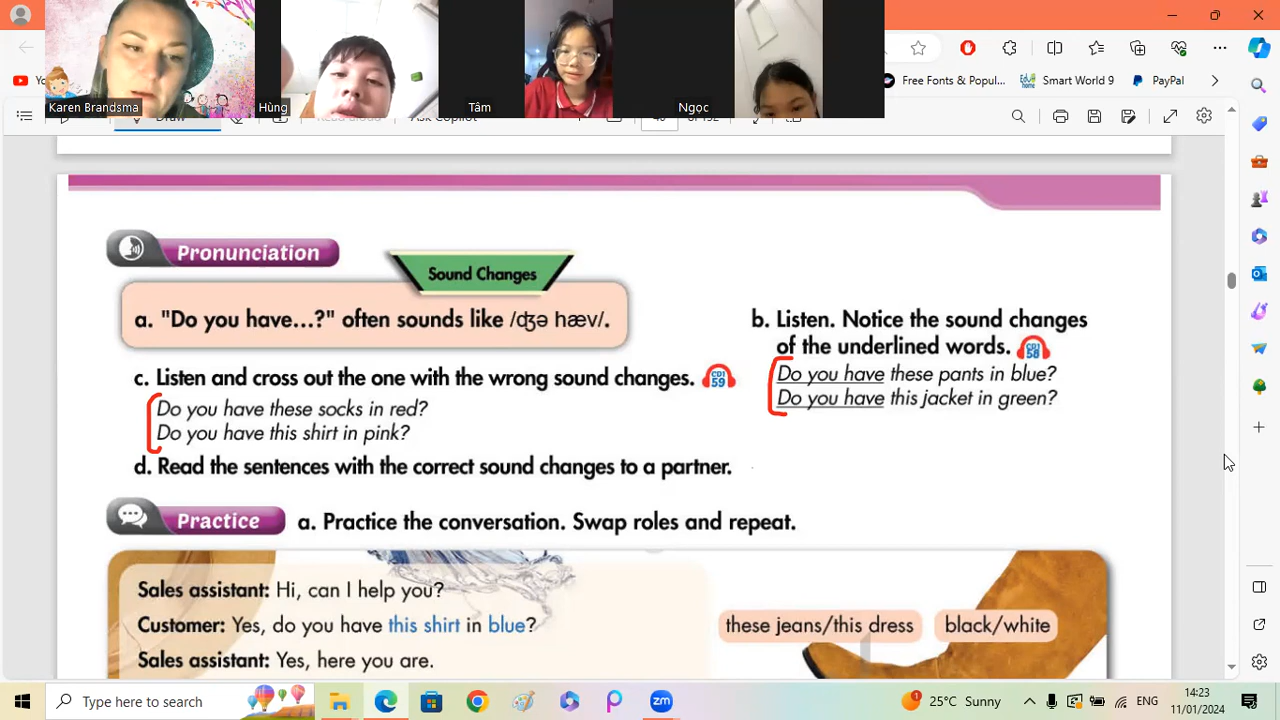 Karen Brandsma
Hùng
Tâm
Ngọc
Free Fonts & Popul...
Smart World 9
PayPal
Draw
Ask Copilot
Pronunciation
Sound Changes
a. "Do you have...?" often sounds like /ʤə hæv/.
b. Listen. Notice the sound changes
of the underlined words.
CD1
58
Do you have these pants in blue?
Do you have this jacket in green?
c. Listen and cross out the one with the wrong sound changes.
CD1
59
Do you have these socks in red?
Do you have this shirt in pink?
d. Read the sentences with the correct sound changes to a partner.
Practice
a. Practice the conversation. Swap roles and repeat.
Sales assistant: Hi, can I help you?
Customer: Yes, do you have this shirt in blue?
Sales assistant: Yes, here you are.
these jeans/this dress
black/white
Type here to search
25°C Sunny
ENG
14:23
11/01/2024